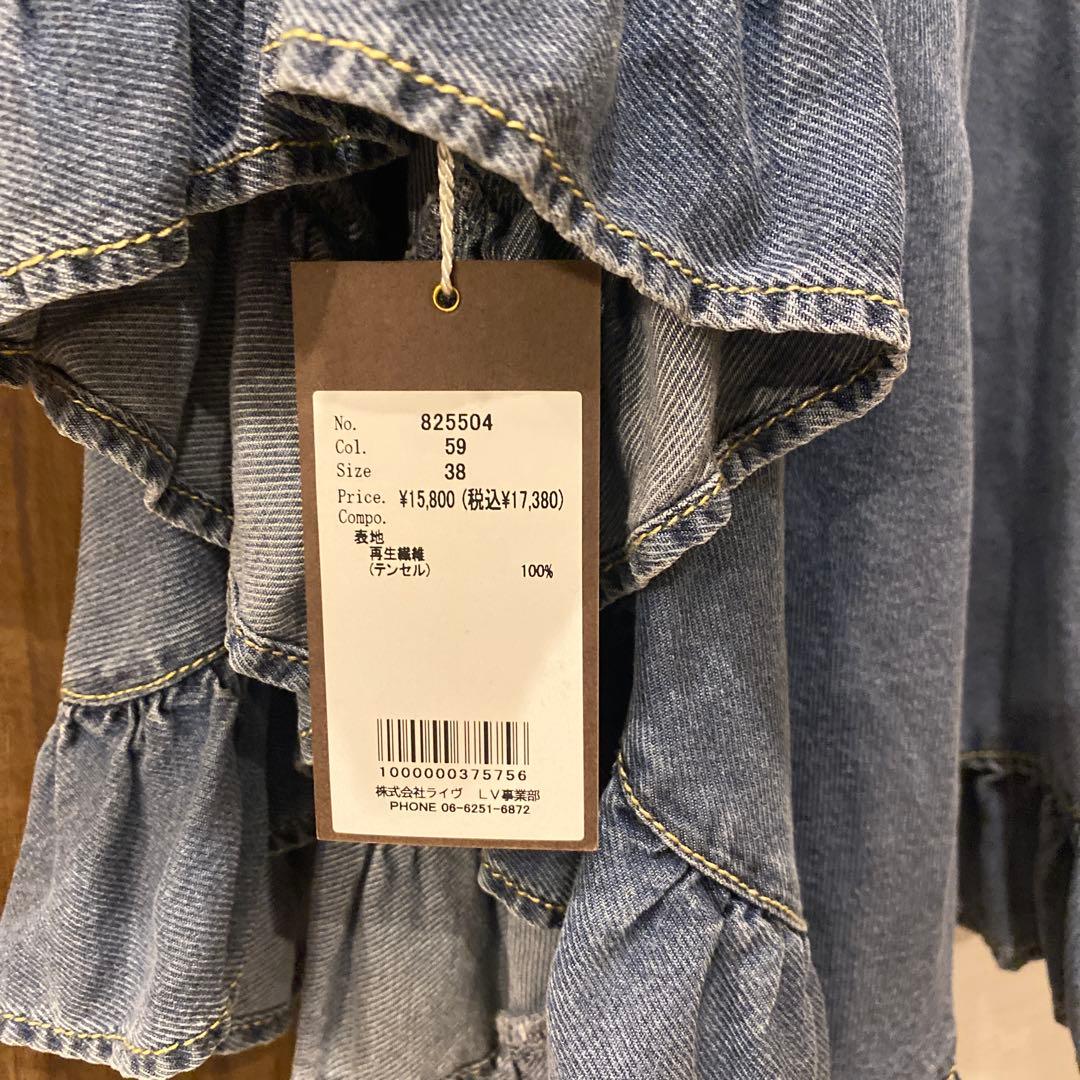 No. 825504
Col. 59
Size 38
Price. ¥15,800 (税込¥17,380)
Compo.
表地
再生繊維
(テンセル) 100%
1000000375756
株式会社ライヴ LV事業部
PHONE 06-6251-6872